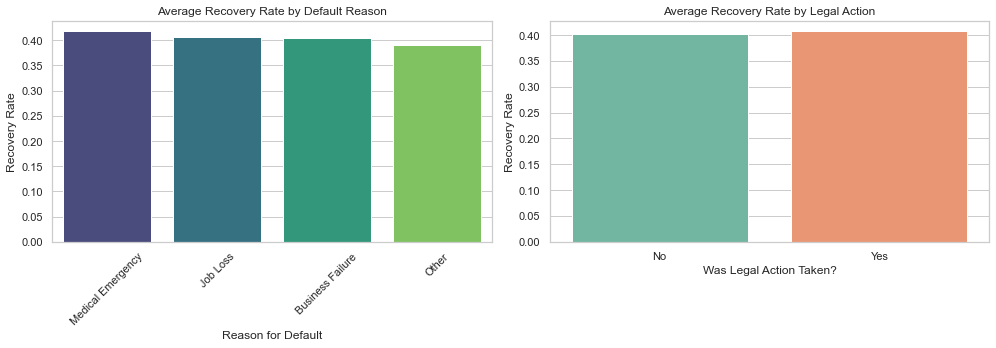 Average Recovery Rate by Default Reason
Recovery Rate
0.40
0.35
0.30
0.25
0.20
0.15
0.10
0.05
0.00
Medical Emergency
Job Loss
Business Failure
Other
Reason for Default
Average Recovery Rate by Legal Action
Recovery Rate
0.40
0.35
0.30
0.25
0.20
0.15
0.10
0.05
0.00
No
Yes
Was Legal Action Taken?